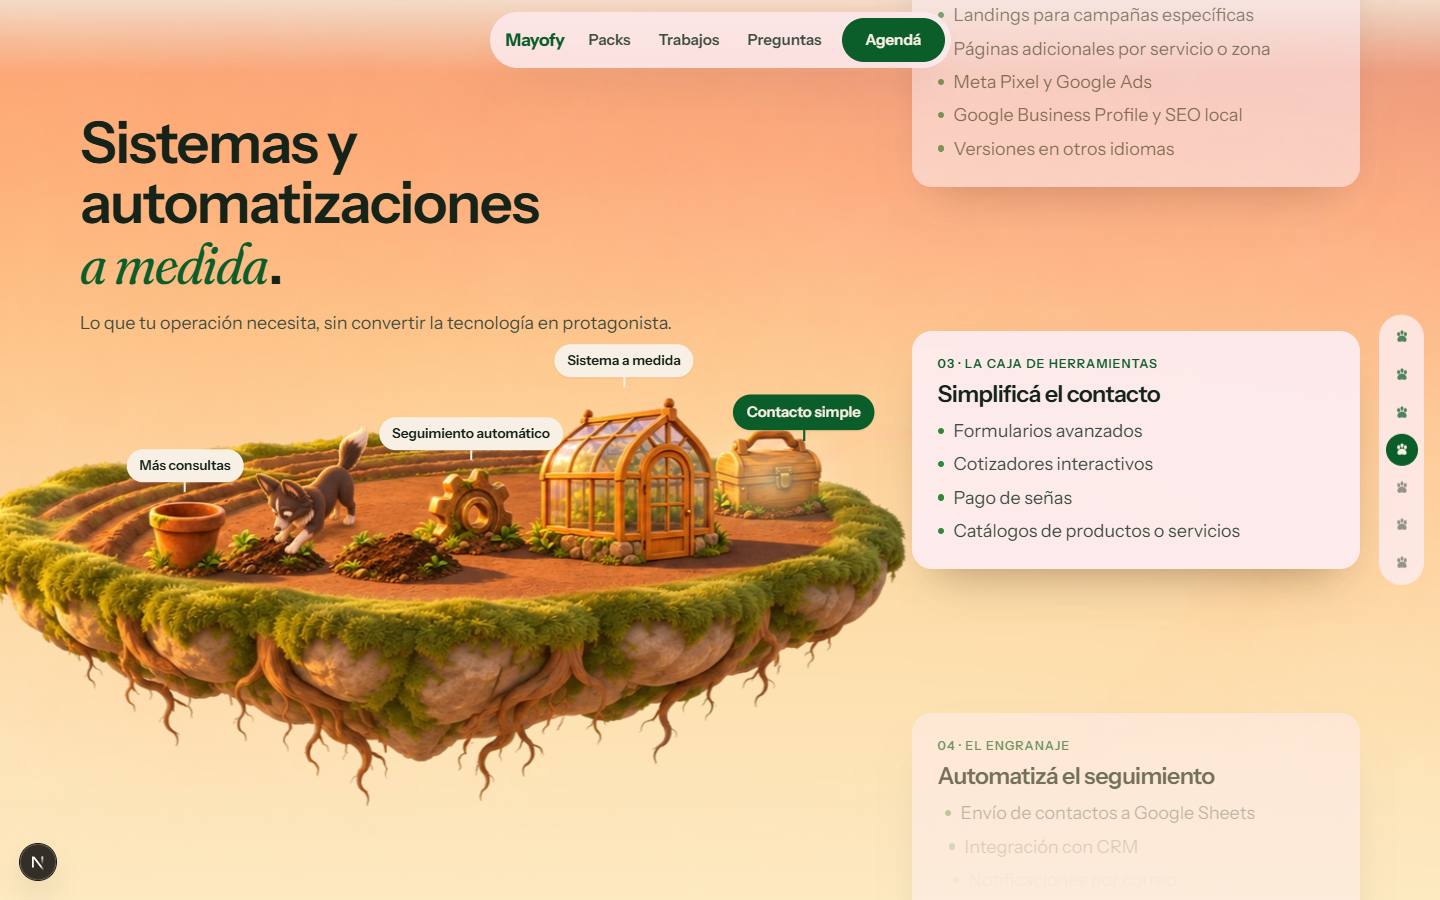 Mayofy
Packs
Trabajos
Preguntas
Agendá
Sistemas y
automatizaciones
a medida.
Lo que tu operación necesita, sin convertir la tecnología en protagonista.
Sistema a medida
Contacto simple
Seguimiento automático
Más consultas
Landings para campañas específicas
Páginas adicionales por servicio o zona
Meta Pixel y Google Ads
Google Business Profile y SEO local
Versiones en otros idiomas
03 · LA CAJA DE HERRAMIENTAS
Simplificá el contacto
Formularios avanzados
Cotizadores interactivos
Pago de señas
Catálogos de productos o servicios
04 · EL ENGRANAJE
Automatizá el seguimiento
Envío de contactos a Google Sheets
Integración con CRM
Notificaciones por correo
N